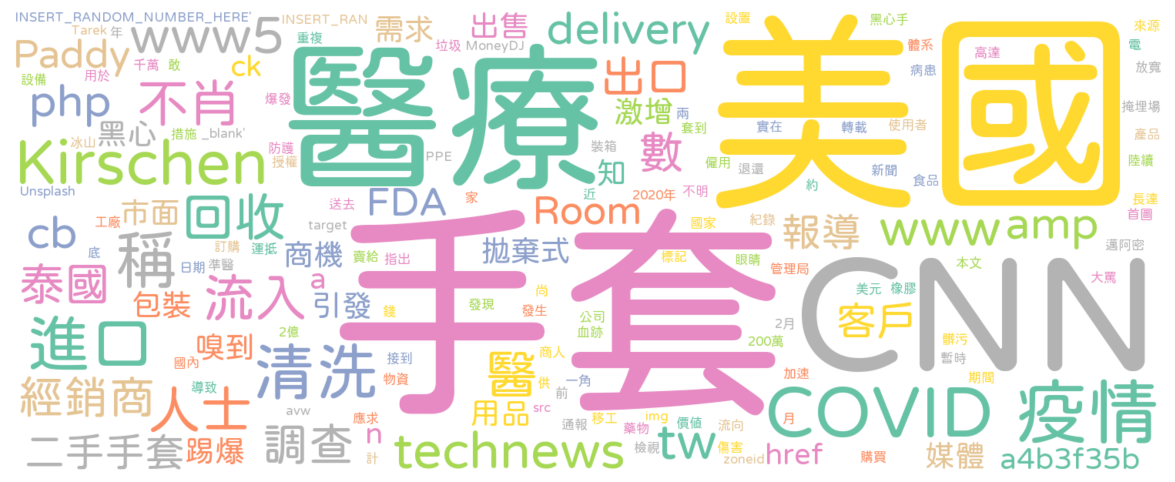 INSERT_RANDOM_NUMBER_HERE'
Tarek
年
www5
INSERT_RAN
需求
出售
delivery
設置
黑心手
來源
Paddy
重複
垃圾
MoneyDJ
美國
高達
體系
電
設備
用於
千萬
敢
ck
醫療
出口
病患
放寬
php
不肖
爆發
激增
兩
套到
實在
轉載
使用者
掩埋場
黑心
措施
_blank'
冰山
防護
授權
PPE
裝箱
數
產品
Kirschen
知
僱用
退還
新聞
陸續
Unsplash
送去
FDA
家
近
2020年
不明
約
食品
長達
首圖
市面
工廠
回收
target
Room
國家
紀錄
報導
www
amp
cb
底
稱
訂購
連抵
日期
準醫
商機
賣給
指出
拋棄式
標記
眼睛
管理局
邁阿密
本文
泰國
包裝
流入
a
引發
手套
CNN
大罵
錢
發現
尚
發生
公司
血跡
2億
2月
200萬
美元
橡膠
客戶
髒污
暫時
進口
嗅到
國內
導致
清洗
接到
物資
醫
商人
供
一角
前
加速
期間
經銷商
人士
avw
應求
用品
src
移工
img
價值
月
COVID
疫情
二手手套
踢爆
調查
n
計
technews
通報
藥物
檢視
tw
流向
傷害
zoneid
href
購買
媒體
a4b3f35b